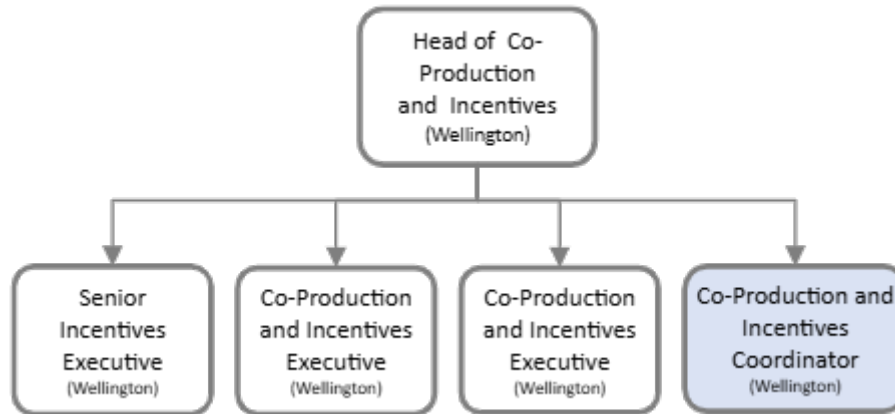 Head of Co-
Production
and Incentives
(Wellington)
Senior
Incentives
Executive
(Wellington)
Co-Production
and Incentives
Executive
(Wellington)
Co-Production
and Incentives
Executive
(Wellington)
Co-Production and
Incentives
Coordinator
(Wellington)